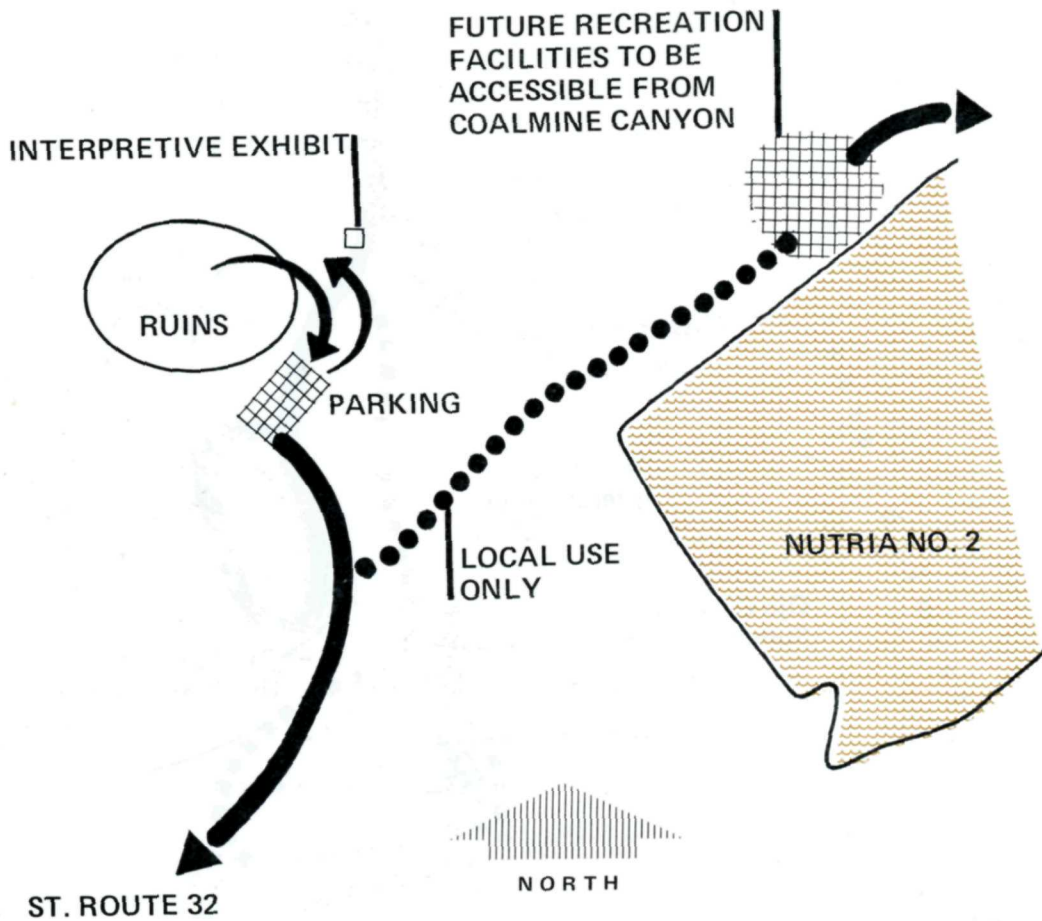 FUTURE RECREATION
FACILITIES TO BE
ACCESSIBLE FROM
COALMINE CANYON
INTERPRETIVE EXHIBIT
RUINS
PARKING
LOCAL USE
ONLY
NUTRIA NO. 2
NORTH
ST. ROUTE 32